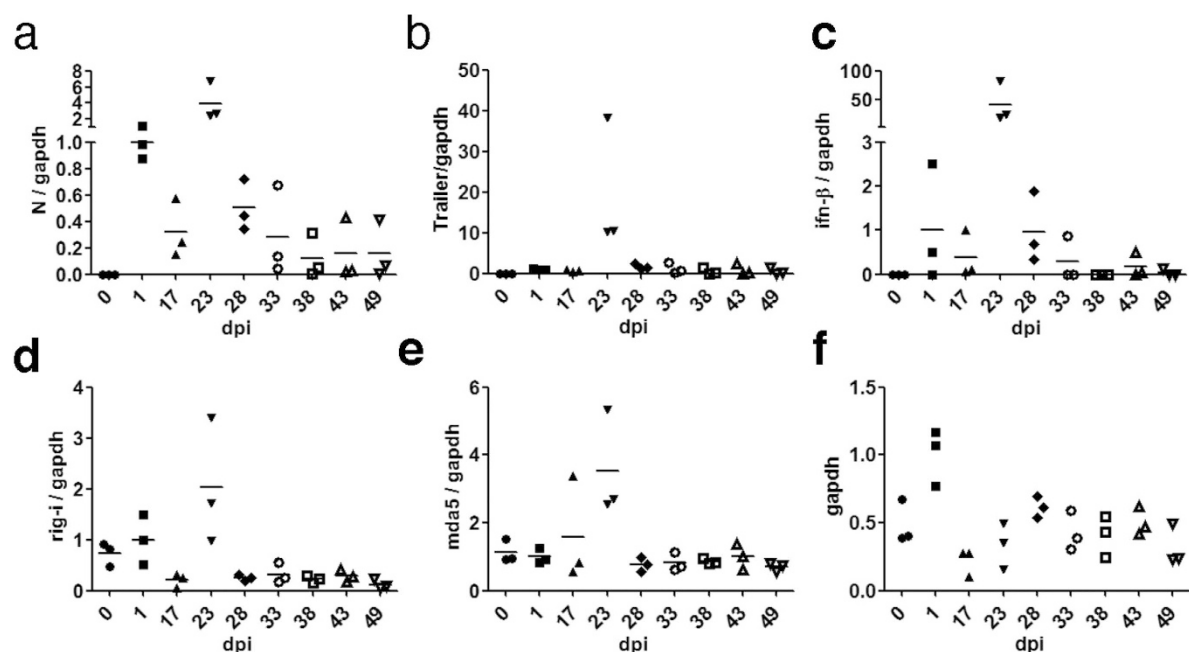 a
N / gapdh
8
6
4
2
1.0
0.8
0.6
0.4
0.2
0.0
0 1 17 23 28 33 38 43 49
dpi
b
Trailer/gapdh
50
40
30
20
10
0
0 1 17 23 28 33 38 43 49
dpi
c
ifn-β / gapdh
100
50
3
2
1
0
0 1 17 23 28 33 38 43 49
dpi
d
rig-i / gapdh
4
3
2
1
0
0 1 17 23 28 33 38 43 49
dpi
e
mda5 / gapdh
6
4
2
0
0 1 17 23 28 33 38 43 49
dpi
f
gapdh
1.5
1.0
0.5
0.0
0 1 17 23 28 33 38 43 49
dpi